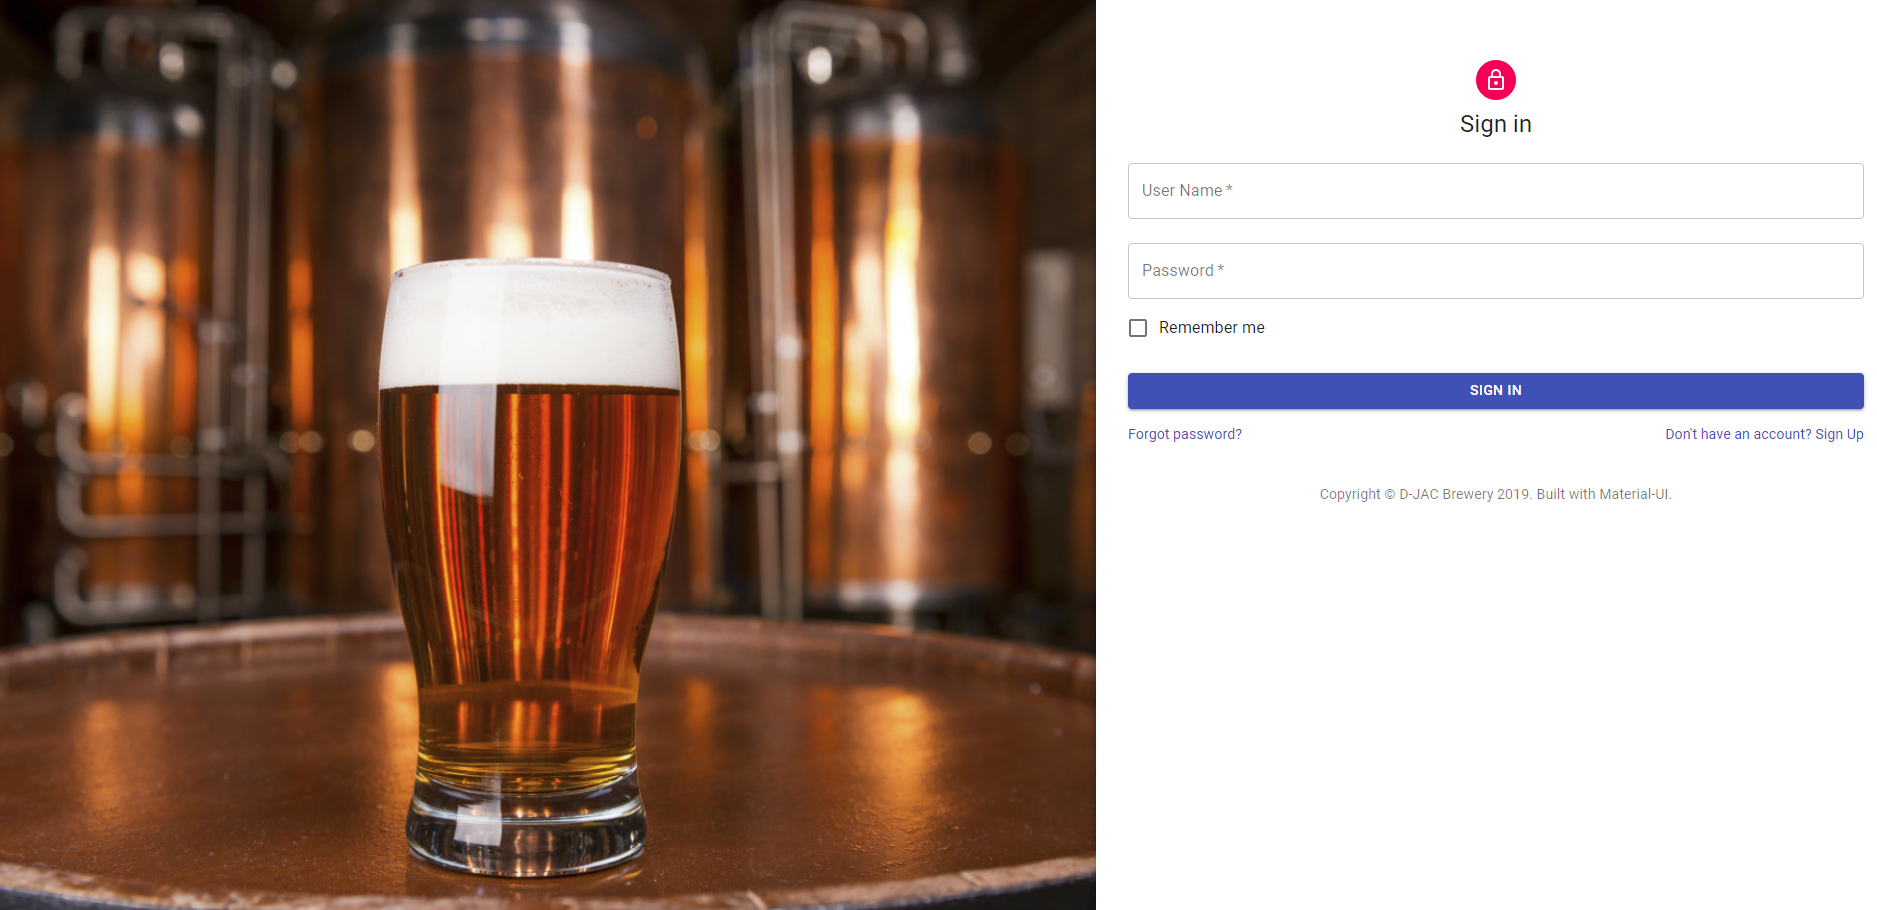 Sign in
User Name *
Password *
Remember me
SIGN IN
Forgot password?
Don't have an account? Sign Up
Copyright © D-JAC Brewery 2019. Built with Material-UI.